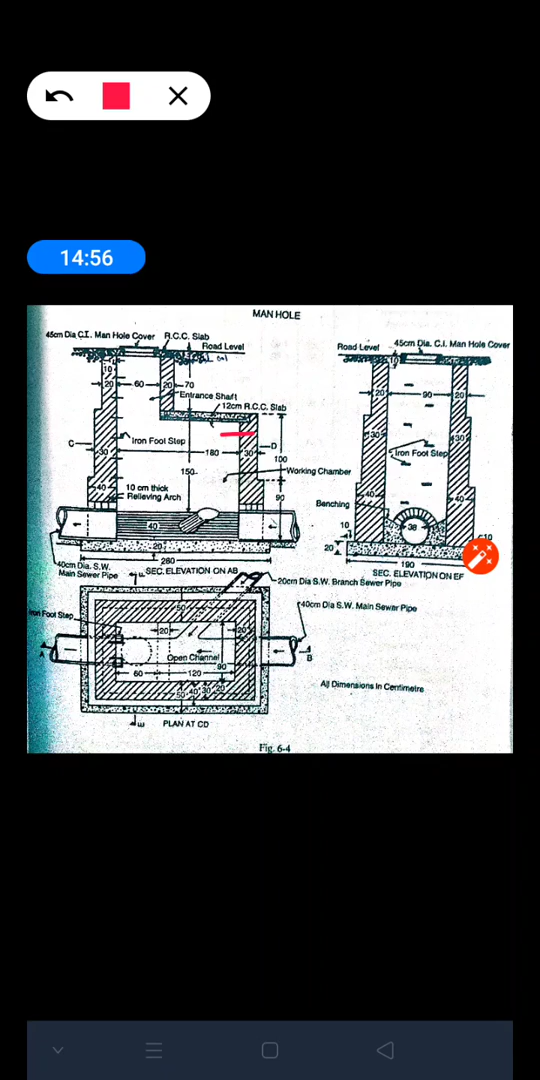 14:56
MAN HOLE
45cm Dia C.I. Man Hole Cover R.C.C. Slab
Road Level
10
20 60 20 70
Entrance Shaft
12cm R.C.C. Slab
C D
Iron Foot Step
30 180 30 100
150
Working Chamber
40 10 cm thick
Relieving Arch
90
40
20
280
40cm Dia. S.W.
Main Sewer Pipe
SEC. ELEVATION ON AB
Road Level 45cm Dia. C.I. Man Hole Cover
10
20 90 20
30 30
Iron Foot Step
40 40
Benching
10 38 10
20
190
SEC. ELEVATION ON EF
20cm Dia S.W. Branch Sewer Pipe
Iron Foot Step
50
40cm Dia S.W. Main Sewer Pipe
20 20
A B
Open Channel
90
60 120
50 40 30 20
All Dimensions In Centimetre
PLAN AT CD
Fig. 6-4